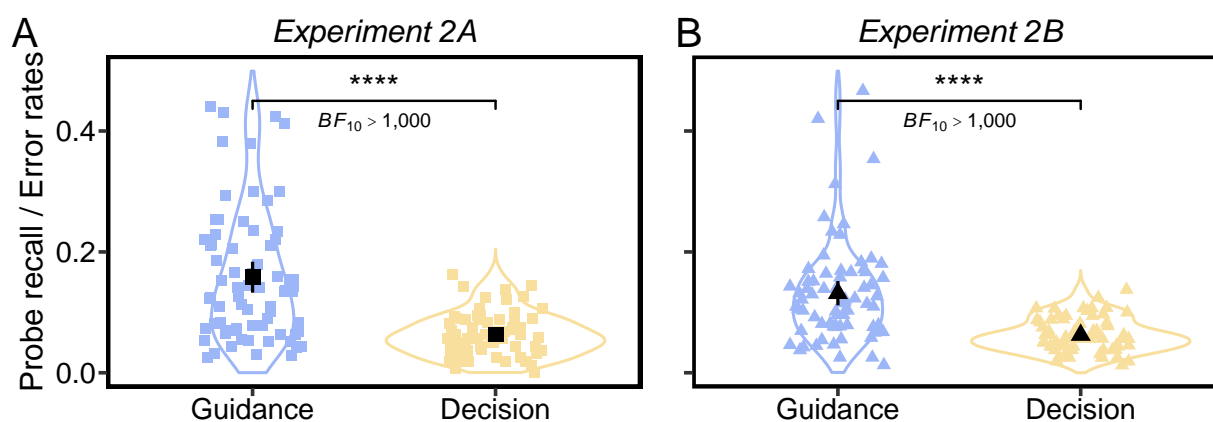 A
Experiment 2A
Probe recall / Error rates
0.4
0.2
0.0
****
BF₁₀ > 1,000
Guidance
Decision
B
Experiment 2B
****
BF₁₀ > 1,000
Guidance
Decision